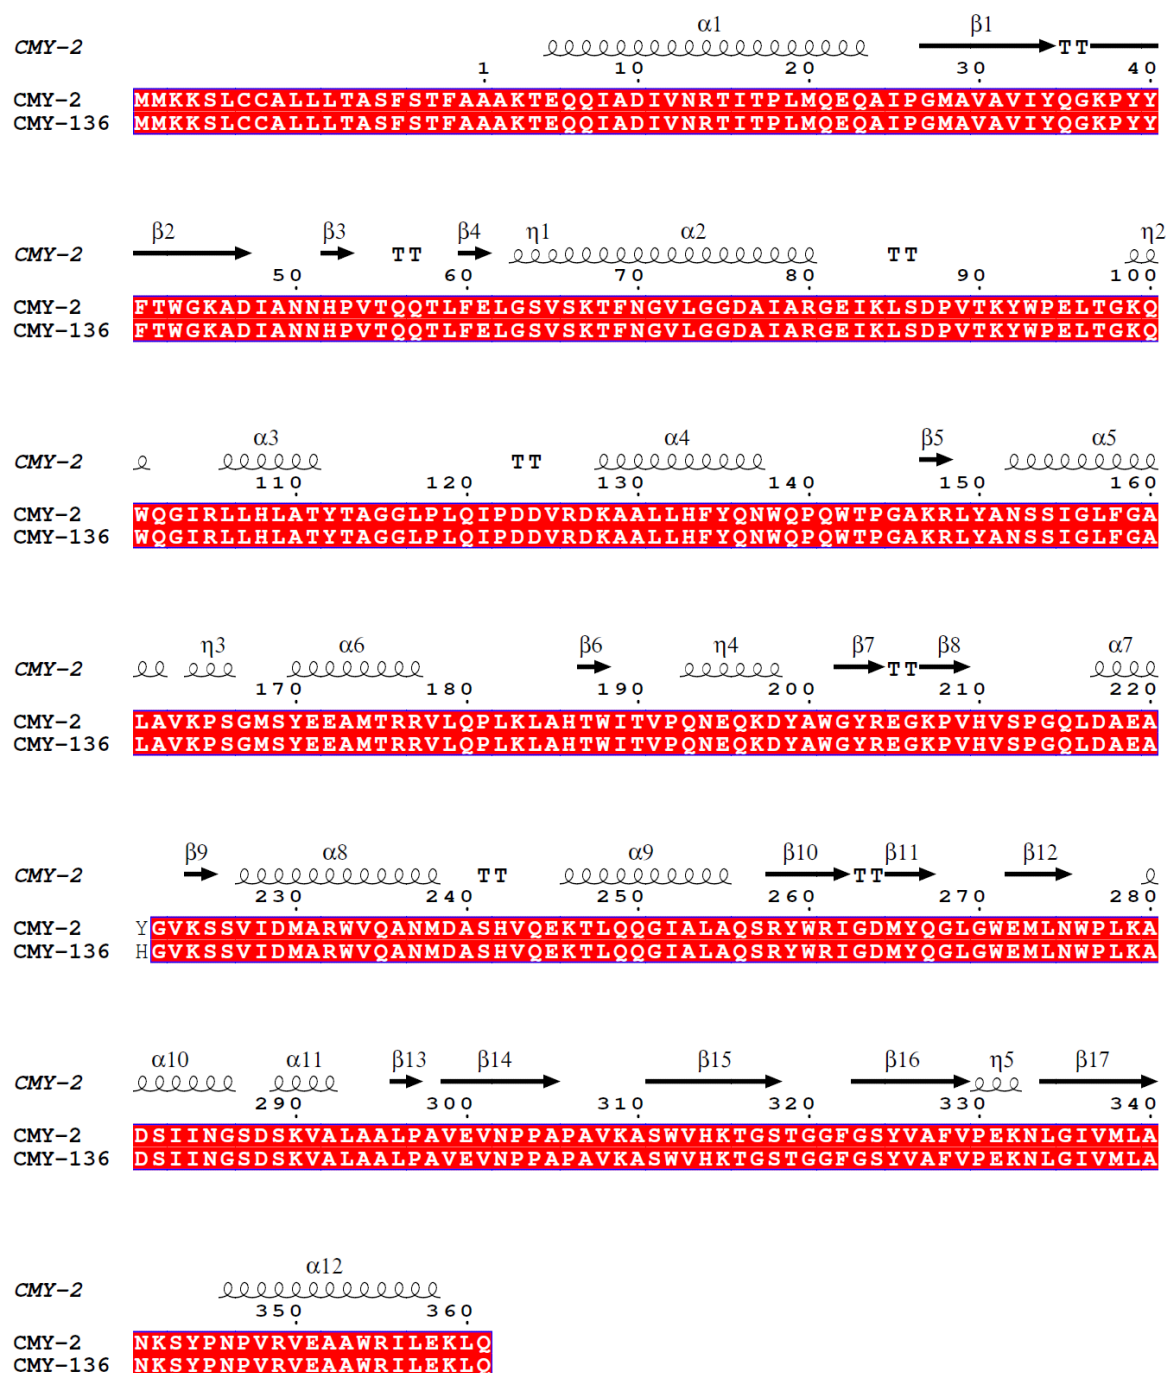 α1 β1
CMY-2 TT
1 10 20 30 40
CMY-2 MMKKSLCCALLLTASFSTFAAAKTEQQIADIVNRTITPLMQEQAIPGMAVAVIYQGKPYY
CMY-136 MMKKSLCCALLLTASFSTFAAAKTEQQIADIVNRTITPLMQEQAIPGMAVAVIYQGKPYY
β2 β3 β4 η1 α2 η2
CMY-2 TT TT
50 60 70 80 90 100
CMY-2 FTWGKADIANNHPVTQQTLFELGSVSKTFNGVLGGDAIARGEIKLSDPVTKYWPELTGKQ
CMY-136 FTWGKADIANNHPVTQQTLFELGSVSKTFNGVLGGDAIARGEIKLSDPVTKYWPELTGKQ
α3 α4 β5 α5
CMY-2 TT
110 120 130 140 150 160
CMY-2 WQGIRLLHLATYTAGGLPLQIPDDVRDKAALLHFYQNWQPQWTPGAKRLYANSSIGLFGA
CMY-136 WQGIRLLHLATYTAGGLPLQIPDDVRDKAALLHFYQNWQPQWTPGAKRLYANSSIGLFGA
η3 α6 β6 η4 β7 β8 α7
CMY-2 TT
170 180 190 200 210 220
CMY-2 LAVKPSGMSYEEAMTRRVLQPLKLAHTWITVPQNEQKDYAWGYREGKPVHVSPGQLDAEA
CMY-136 LAVKPSGMSYEEAMTRRVLQPLKLAHTWITVPQNEQKDYAWGYREGKPVHVSPGQLDAEA
β9 α8 α9 β10 β11 β12
CMY-2 TT TT
230 240 250 260 270 280
CMY-2 YGVKSSVIDMARWVQANMDASHVQEKTLQQGIALAQSRYWRIGDMYQGLGWEMLNWPLKA
CMY-136 HGVKSSVIDMARWVQANMDASHVQEKTLQQGIALAQSRYWRIGDMYQGLGWEMLNWPLKA
α10 α11 β13 β14 β15 β16 η5 β17
CMY-2
290 300 310 320 330 340
CMY-2 DSIINGSDSKVALAALPAVEVNPPAPAVKASWVHKTGSTGGFGSYVAFVPEKNLGIVMLA
CMY-136 DSIINGSDSKVALAALPAVEVNPPAPAVKASWVHKTGSTGGFGSYVAFVPEKNLGIVMLA
α12
CMY-2
350 360
CMY-2 NKSYPNPVRVEAAWRILEKLQ
CMY-136 NKSYPNPVRVEAAWRILEKLQ